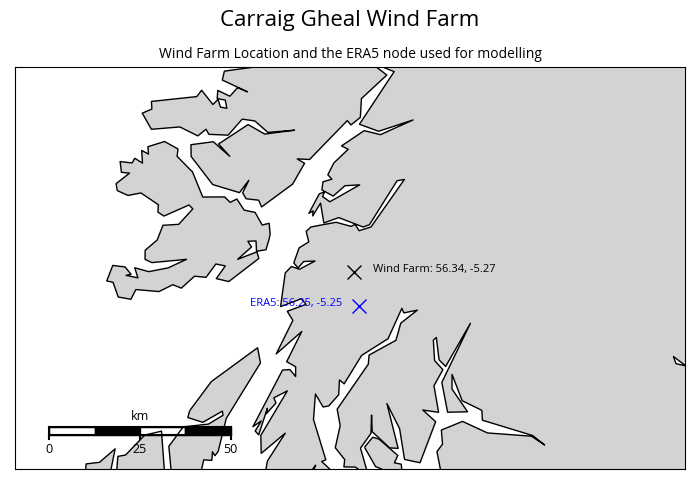 Carraig Gheal Wind Farm
Wind Farm Location and the ERA5 node used for modelling
Wind Farm: 56.34, -5.27
ERA5: 56.25, -5.25
km
0 25 50